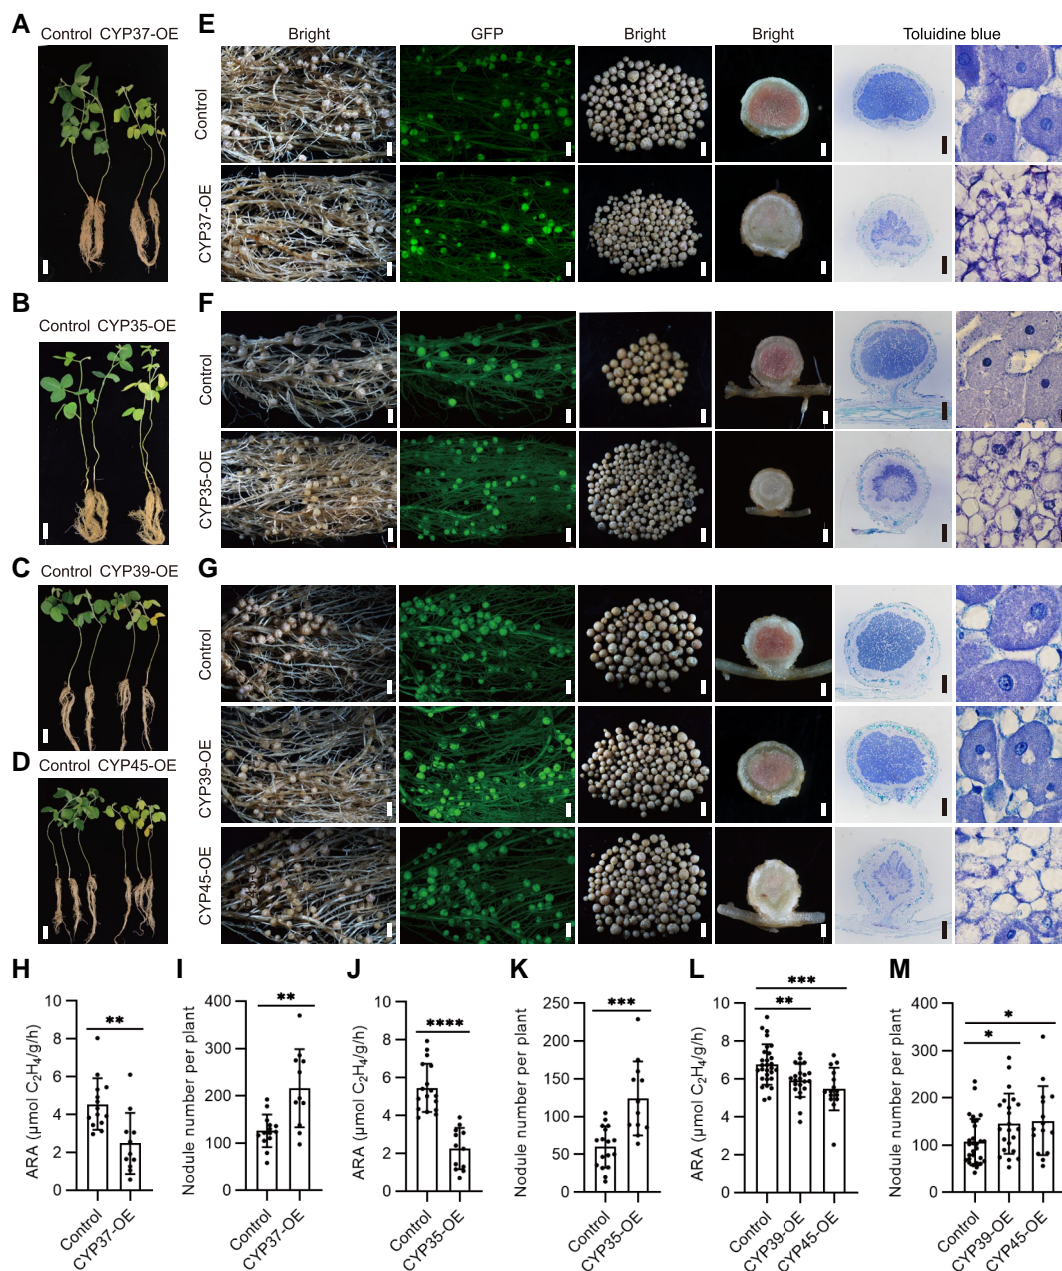 A
Control CYP37-OE
E
Bright
GFP
Bright
Bright
Toluidine blue
Control
CYP37-OE
B
Control CYP35-OE
F
Control
CYP35-OE
C
Control CYP39-OE
G
Control
CYP39-OE
D
Control CYP45-OE
CYP45-OE
H
ARA (μmol C₂H₄/g/h)
10
8
6
4
2
0
**
Control
CYP37-OE
I
Nodule number per plant
400
300
200
100
0
**
Control
CYP37-OE
J
ARA (μmol C₂H₄/g/h)
10
8
6
4
2
0
****
Control
CYP35-OE
K
Nodule number per plant
250
200
150
100
50
0
***
Control
CYP35-OE
L
ARA (μmol C₂H₄/g/h)
10
8
6
4
2
0
***
**
Control
CYP39-OE
CYP45-OE
M
Nodule number per plant
400
300
200
100
0
*
*
Control
CYP39-OE
CYP45-OE